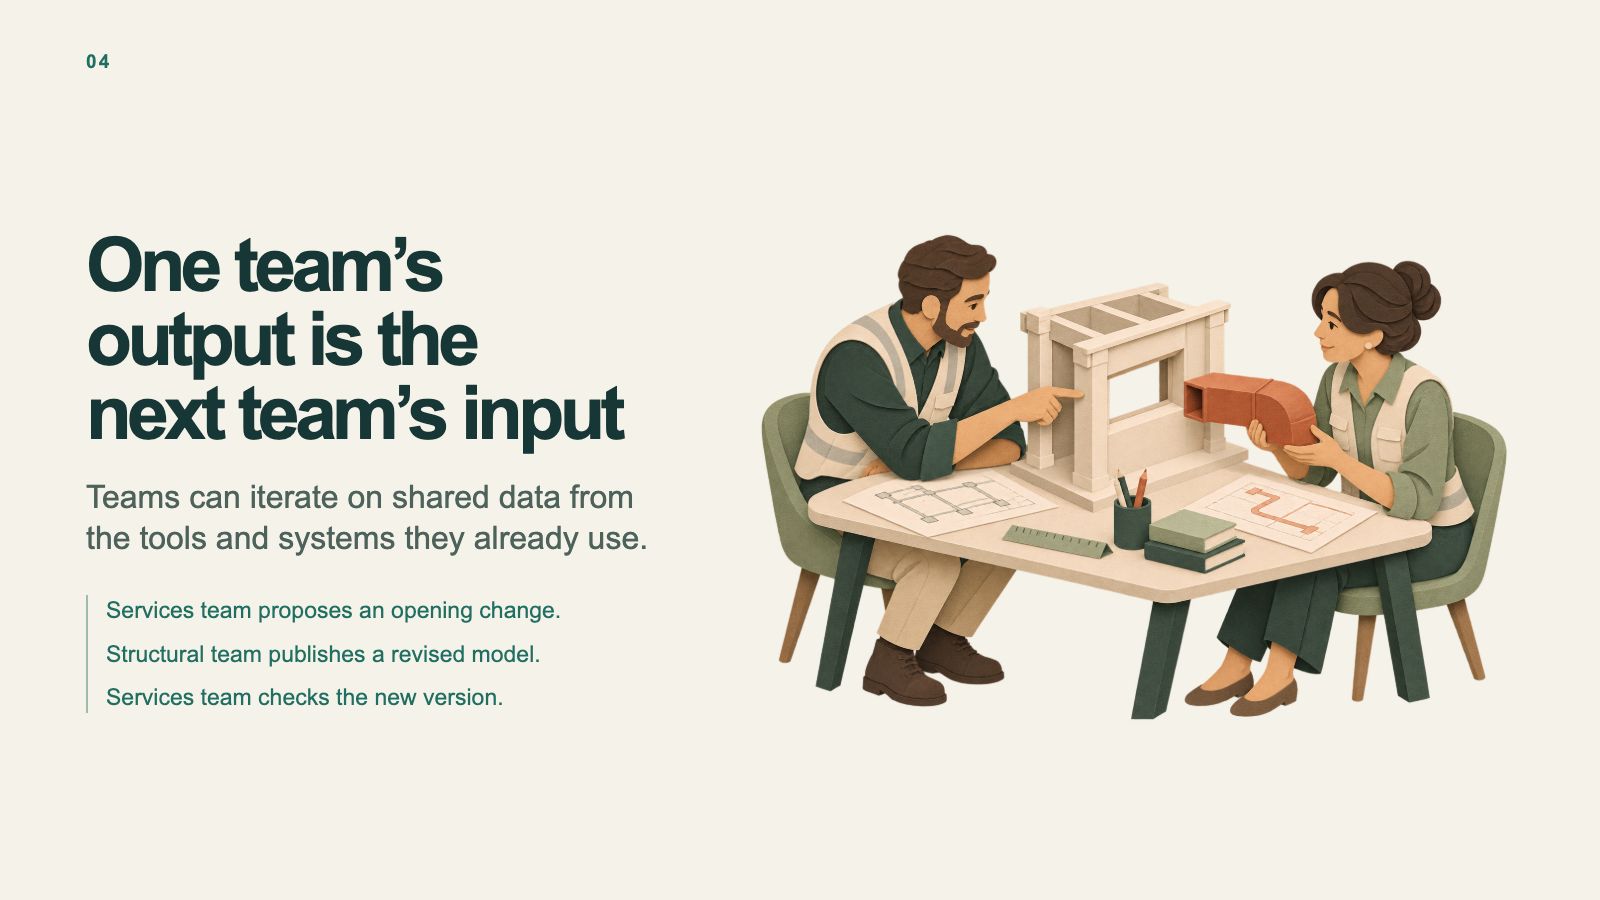 04
One team’s
output is the
next team’s input
Teams can iterate on shared data from
the tools and systems they already use.
Services team proposes an opening change.
Structural team publishes a revised model.
Services team checks the new version.